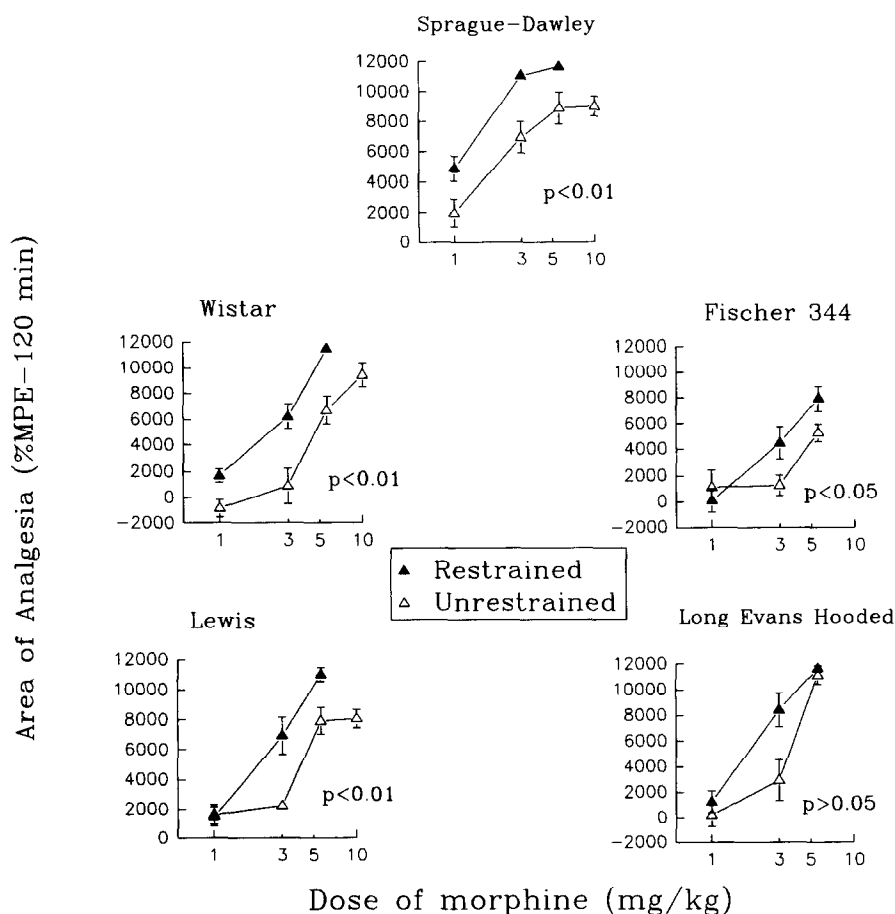 Sprague-Dawley
12000
10000
8000
6000
4000
2000
0
p<0.01
1 3 5 10
Area of Analgesia (%MPE-120 min)
Wistar
12000
10000
8000
6000
4000
2000
0
-2000
p<0.01
1 3 5 10
Fischer 344
12000
10000
8000
6000
4000
2000
0
-2000
p<0.05
1 3 5 10
▲ Restrained
△ Unrestrained
Lewis
12000
10000
8000
6000
4000
2000
0
p<0.01
1 3 5 10
Long Evans Hooded
12000
10000
8000
6000
4000
2000
0
-2000
p>0.05
1 3 5 10
Dose of morphine (mg/kg)